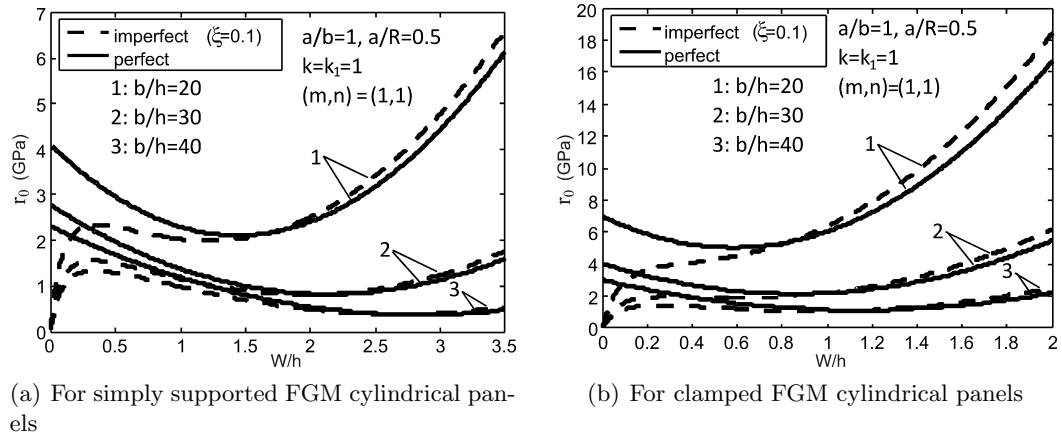 7
6
5
4
3
2
1
0
r₀ (GPa)
imperfect (ξ=0.1)
perfect
a/b=1, a/R=0.5
k=k₁=1
(m,n) = (1,1)
1: b/h=20
2: b/h=30
3: b/h=40
1
2
3
0 0.5 1 1.5 2 2.5 3 3.5
W/h
(a) For simply supported FGM cylindrical pan-
els
20
18
16
14
12
10
8
6
4
2
0
r₀ (GPa)
imperfect (ξ=0.1)
perfect
a/b=1, a/R=0.5
k=k₁=1
(m,n)=(1,1)
1: b/h=20
2: b/h=30
3: b/h=40
1
2
3
0 0.2 0.4 0.6 0.8 1 1.2 1.4 1.6 1.8 2
W/h
(b) For clamped FGM cylindrical panels